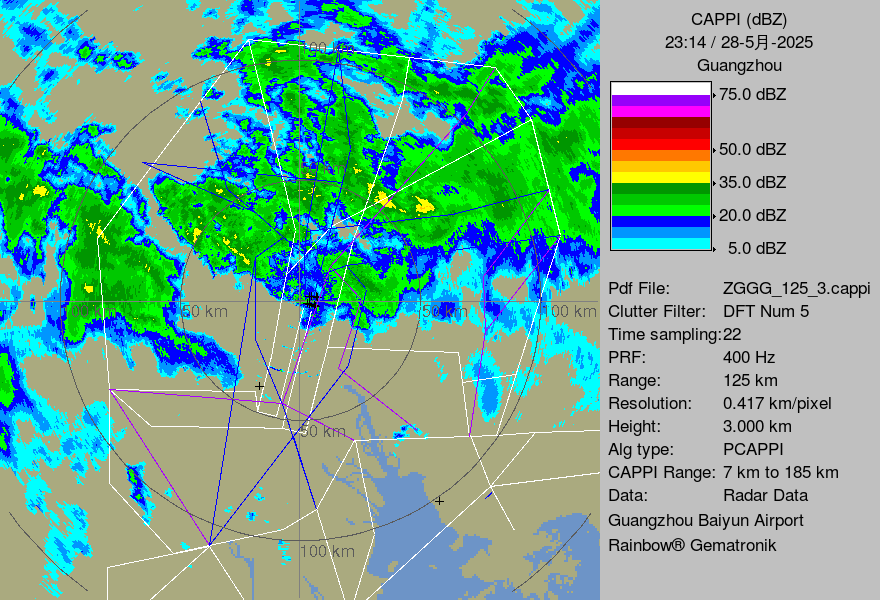 CAPPI (dBZ)
23:14 / 28-5月-2025
Guangzhou
75.0 dBZ
50.0 dBZ
35.0 dBZ
20.0 dBZ
5.0 dBZ
Pdf File: ZGGG_125_3.cappi
Clutter Filter: DFT Num 5
Time sampling:22
PRF: 400 Hz
Range: 125 km
Resolution: 0.417 km/pixel
Height: 3.000 km
Alg type: PCAPPI
CAPPI Range: 7 km to 185 km
Data: Radar Data
Guangzhou Baiyun Airport
Rainbow® Gematronik
100 km
50 km
50 km
100 km
50 km
100 km